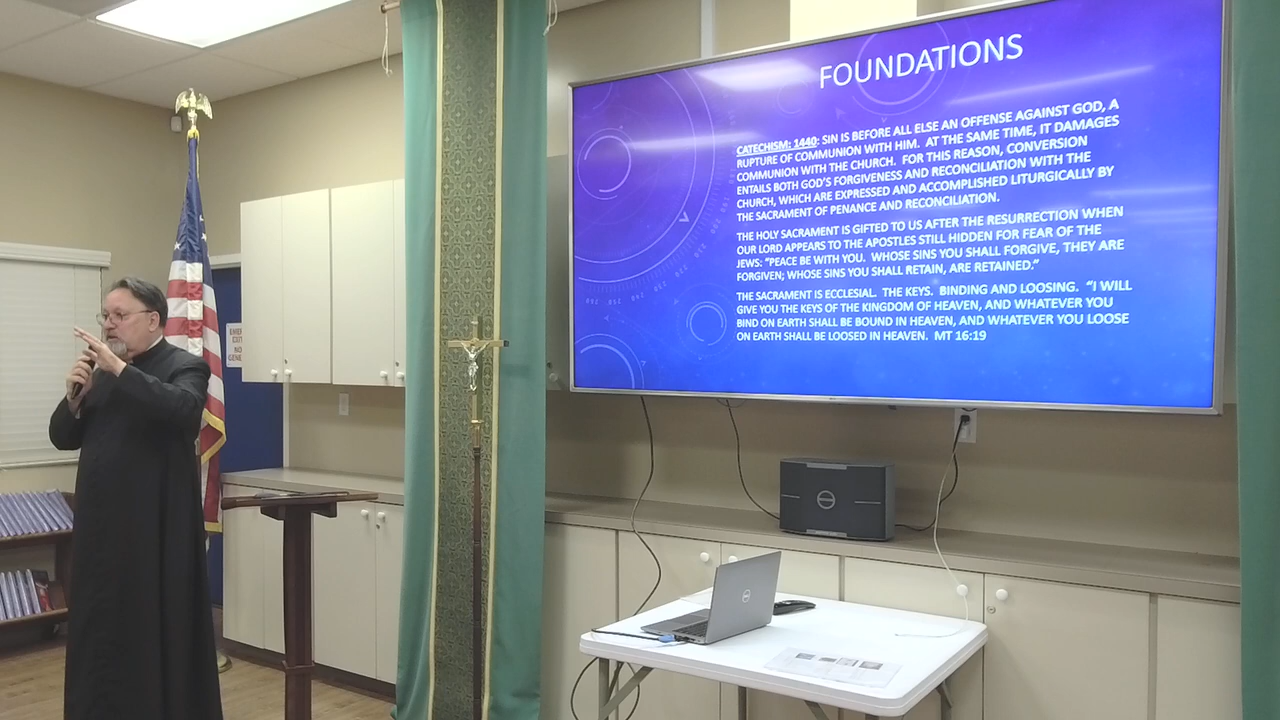 FOUNDATIONS
CATECHISM: 1440: SIN IS BEFORE ALL ELSE AN OFFENSE AGAINST GOD, A
RUPTURE OF COMMUNION WITH HIM. AT THE SAME TIME, IT DAMAGES
COMMUNION WITH THE CHURCH. FOR THIS REASON, CONVERSION
ENTAILS BOTH GOD'S FORGIVENESS AND RECONCILIATION WITH THE
CHURCH, WHICH ARE EXPRESSED AND ACCOMPLISHED LITURGICALLY BY
THE SACRAMENT OF PENANCE AND RECONCILIATION.
THE HOLY SACRAMENT IS GIFTED TO US AFTER THE RESURRECTION WHEN
OUR LORD APPEARS TO THE APOSTLES STILL HIDDEN FOR FEAR OF THE
JEWS: "PEACE BE WITH YOU. WHOSE SINS YOU SHALL FORGIVE, THEY ARE
FORGIVEN; WHOSE SINS YOU SHALL RETAIN, ARE RETAINED."
THE SACRAMENT IS ECCLESIAL. THE KEYS. BINDING AND LOOSING. "I WILL
GIVE YOU THE KEYS OF THE KINGDOM OF HEAVEN, AND WHATEVER YOU
BIND ON EARTH SHALL BE BOUND IN HEAVEN, AND WHATEVER YOU LOOSE
ON EARTH SHALL BE LOOSED IN HEAVEN. MT 16:19